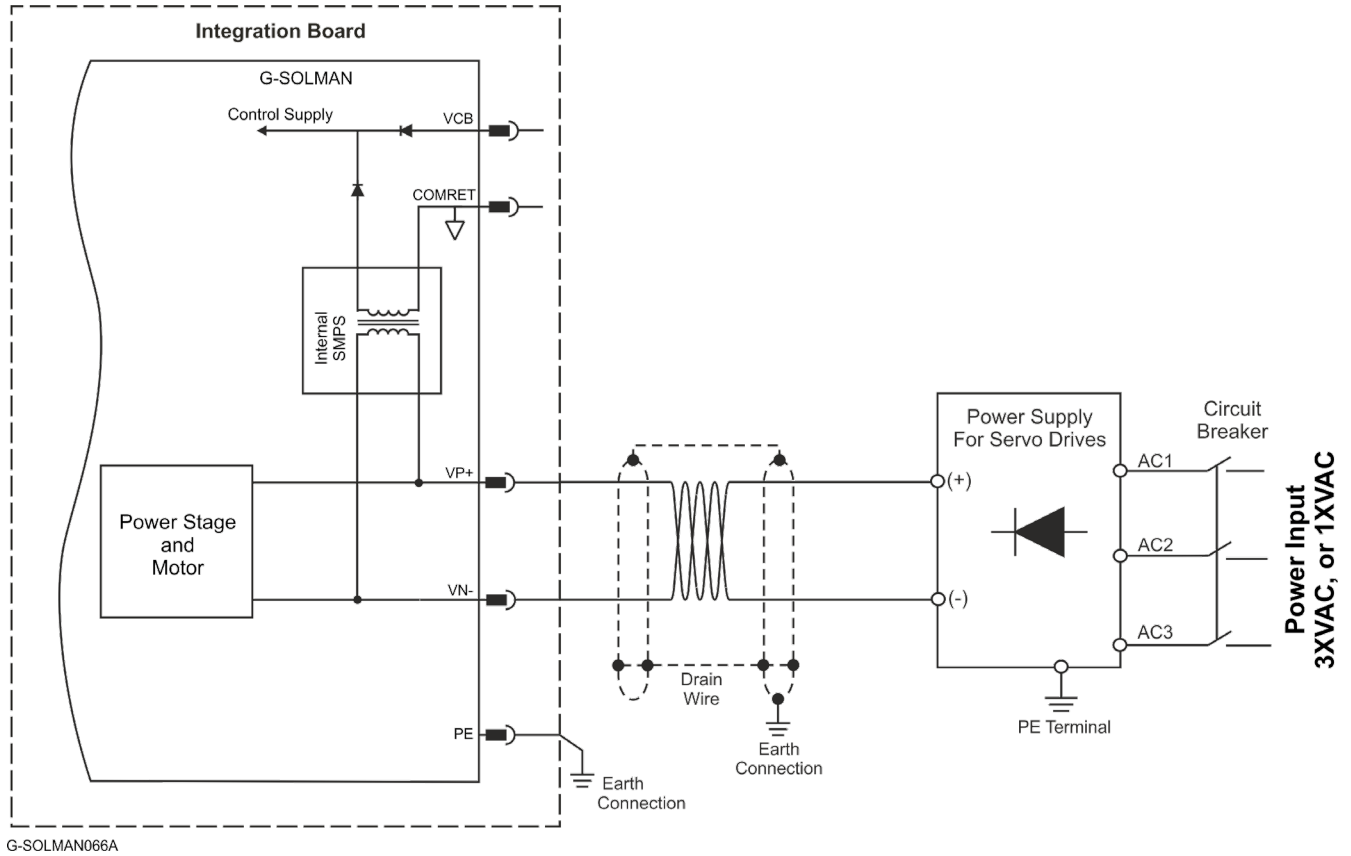 Integration Board
G-SOLMAN
Control Supply
VCB
COMRET
Internal
SMPS
VP+
Power Stage
and
Motor
VN-
PE
Earth
Connection
Drain
Wire
Earth
Connection
Power Supply
For Servo Drives
(+)
(-)
AC1
AC2
AC3
PE Terminal
Circuit
Breaker
Power Input
3XVAC, or 1XVAC
G-SOLMAN066A